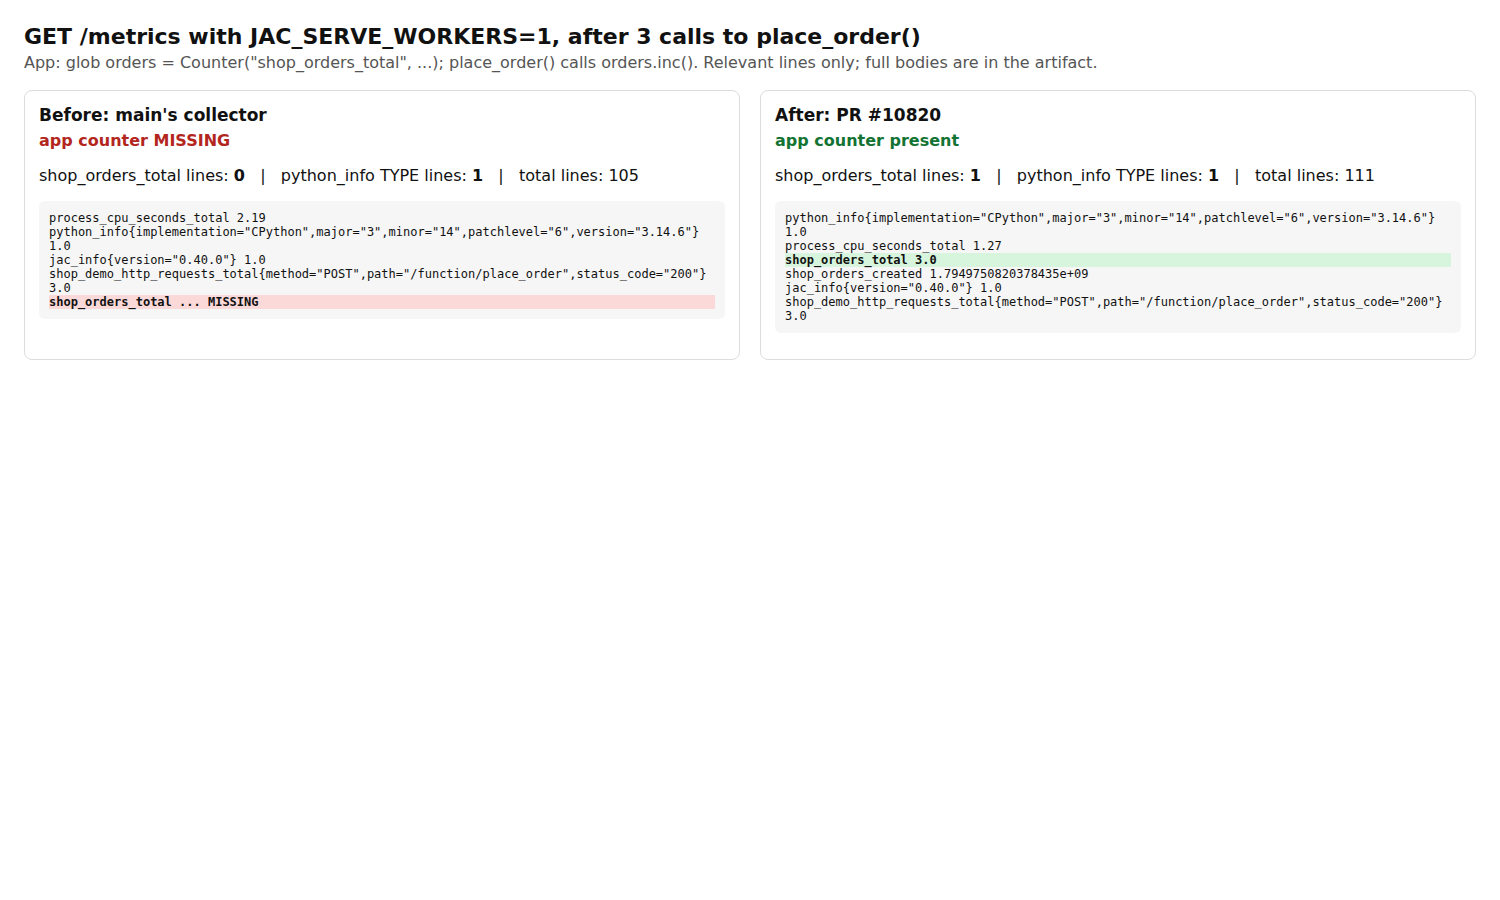 GET /metrics with JAC_SERVE_WORKERS=1, after 3 calls to place_order()
App: glob orders = Counter("shop_orders_total", ...); place_order() calls orders.inc(). Relevant lines only; full bodies are in the artifact.
Before: main's collector
app counter MISSING
shop_orders_total lines: 0 | python_info TYPE lines: 1 | total lines: 105
process_cpu_seconds_total 2.19
python_info{implementation="CPython",major="3",minor="14",patchlevel="6",version="3.14.6"}
1.0
jac_info{version="0.40.0"} 1.0
shop_demo_http_requests_total{method="POST",path="/function/place_order",status_code="200"}
3.0
shop_orders_total ... MISSING
After: PR #10820
app counter present
shop_orders_total lines: 1 | python_info TYPE lines: 1 | total lines: 111
python_info{implementation="CPython",major="3",minor="14",patchlevel="6",version="3.14.6"}
1.0
process_cpu_seconds_total 1.27
shop_orders_total 3.0
shop_orders_created 1.7949750820378435e+09
jac_info{version="0.40.0"} 1.0
shop_demo_http_requests_total{method="POST",path="/function/place_order",status_code="200"}
3.0